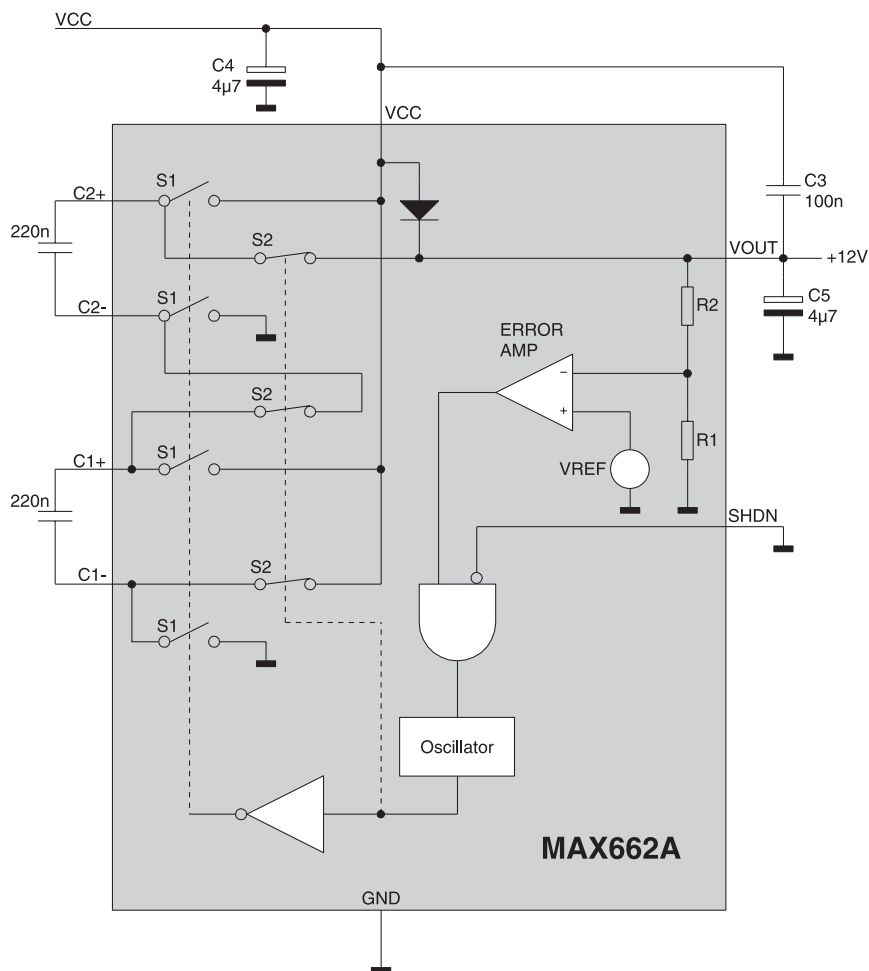 VCC
C4
4µ7
VCC
C2+
S1
C3
100n
220n
S2
VOUT
+12V
C2-
S1
R2
C5
4µ7
ERROR
AMP
–
+
S2
C1+
S1
VREF
R1
220n
SHDN
C1-
S2
S1
Oscillator
MAX662A
GND